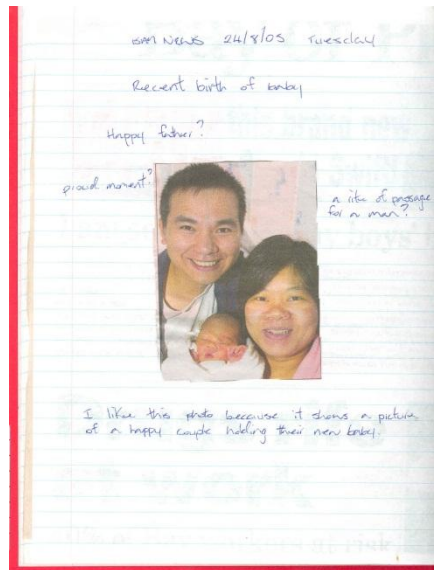 NEWS 24/8/05 Tuesday
Recent birth of baby
Happy father?
proud moment?
a rite of passage
for a man?
I like this photo because it shows a picture
of a happy couple holding their new baby.